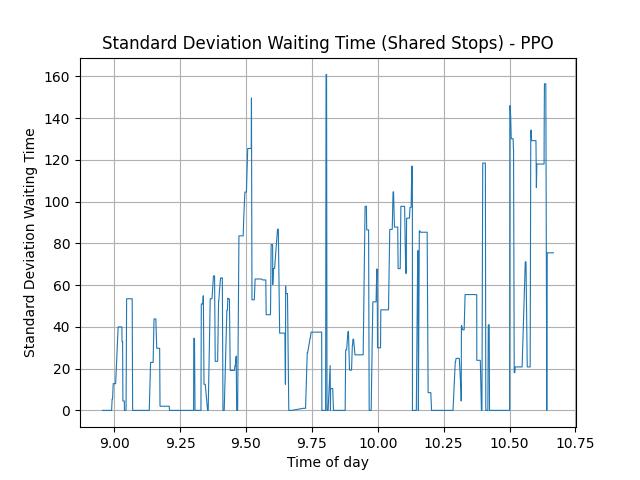 Standard Deviation Waiting Time (Shared Stops) - PPO
160
140
120
100
80
60
40
20
0
Standard Deviation Waiting Time
9.00 9.25 9.50 9.75 10.00 10.25 10.50 10.75
Time of day